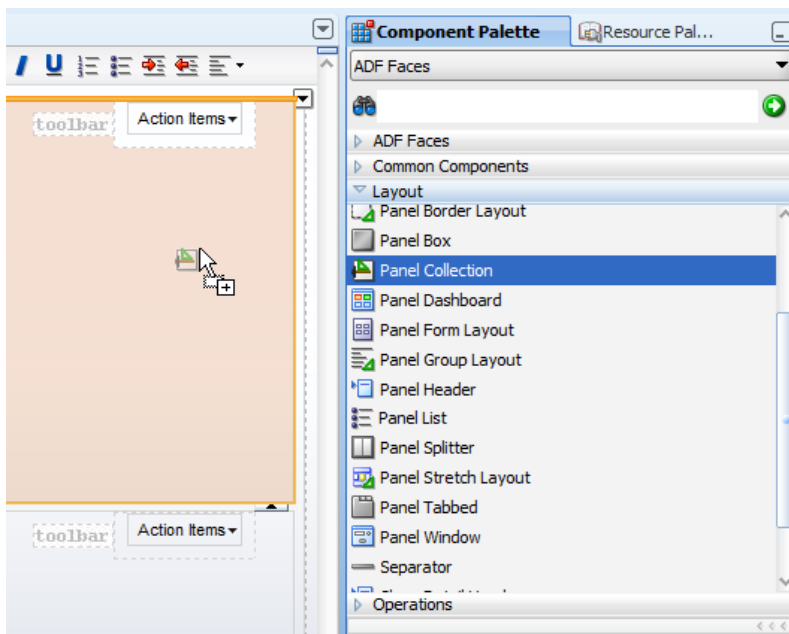 Component Palette
Resource Pal...
ADF Faces
toolbar
Action Items
ADF Faces
Common Components
Layout
Panel Border Layout
Panel Box
Panel Collection
Panel Dashboard
Panel Form Layout
Panel Group Layout
Panel Header
Panel List
Panel Splitter
Panel Stretch Layout
Panel Tabbed
toolbar
Action Items
Panel Window
Separator
Operations